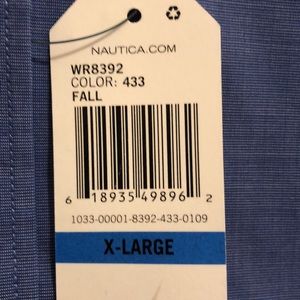 NAUTICA.COM
WR8392
COLOR: 433
FALL
6 18935 49896 2
1033-00001-8392-433-0109
X-LARGE